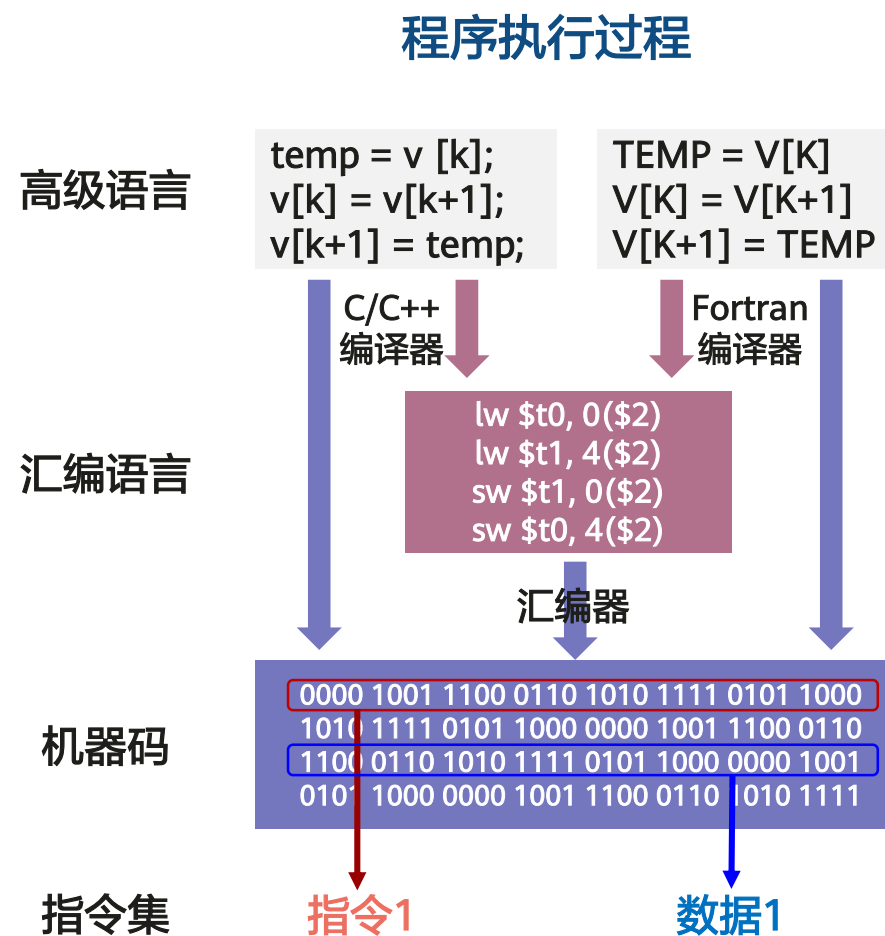 程序执行过程
高级语言
temp = v [k];
v[k] = v[k+1];
v[k+1] = temp;
TEMP = V[K]
V[K] = V[K+1]
V[K+1] = TEMP
C/C++
编译器
Fortran
编译器
汇编语言
lw $t0, 0($2)
lw $t1, 4($2)
sw $t1, 0($2)
sw $t0, 4($2)
汇编器
机器码
0000 1001 1100 0110 1010 1111 0101 1000
1010 1111 0101 1000 0000 1001 1100 0110
1100 0110 1010 1111 0101 1000 0000 1001
0101 1000 0000 1001 1100 0110 1010 1111
指令集
指令1
数据1